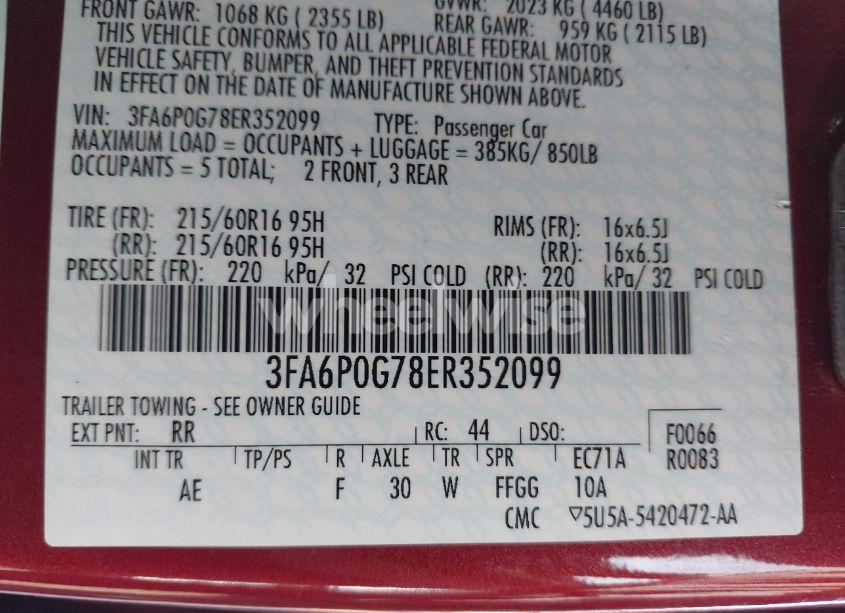 FRONT GAWR: 1068 KG ( 2355 LB) GVWR: 2023 KG ( 4460 LB)
REAR GAWR: 959 KG ( 2115 LB)
THIS VEHICLE CONFORMS TO ALL APPLICABLE FEDERAL MOTOR
VEHICLE SAFETY, BUMPER, AND THEFT PREVENTION STANDARDS
IN EFFECT ON THE DATE OF MANUFACTURE SHOWN ABOVE.
VIN: 3FA6P0G78ER352099 TYPE: Passenger Car
MAXIMUM LOAD = OCCUPANTS + LUGGAGE = 385KG/ 850LB
OCCUPANTS = 5 TOTAL; 2 FRONT, 3 REAR
TIRE (FR): 215/60R16 95H RIMS (FR): 16x6.5J
(RR): 215/60R16 95H (RR): 16x6.5J
PRESSURE (FR): 220 kPa/ 32 PSI COLD (RR): 220 kPa/ 32 PSI COLD
wheelwise
3FA6P0G78ER352099
TRAILER TOWING - SEE OWNER GUIDE
EXT PNT: RR RC: 44 DSO: F0066
INT TR TP/PS R AXLE TR SPR EC71A R0083
AE F 30 W FFGG 10A
CMC ▽5U5A-5420472-AA